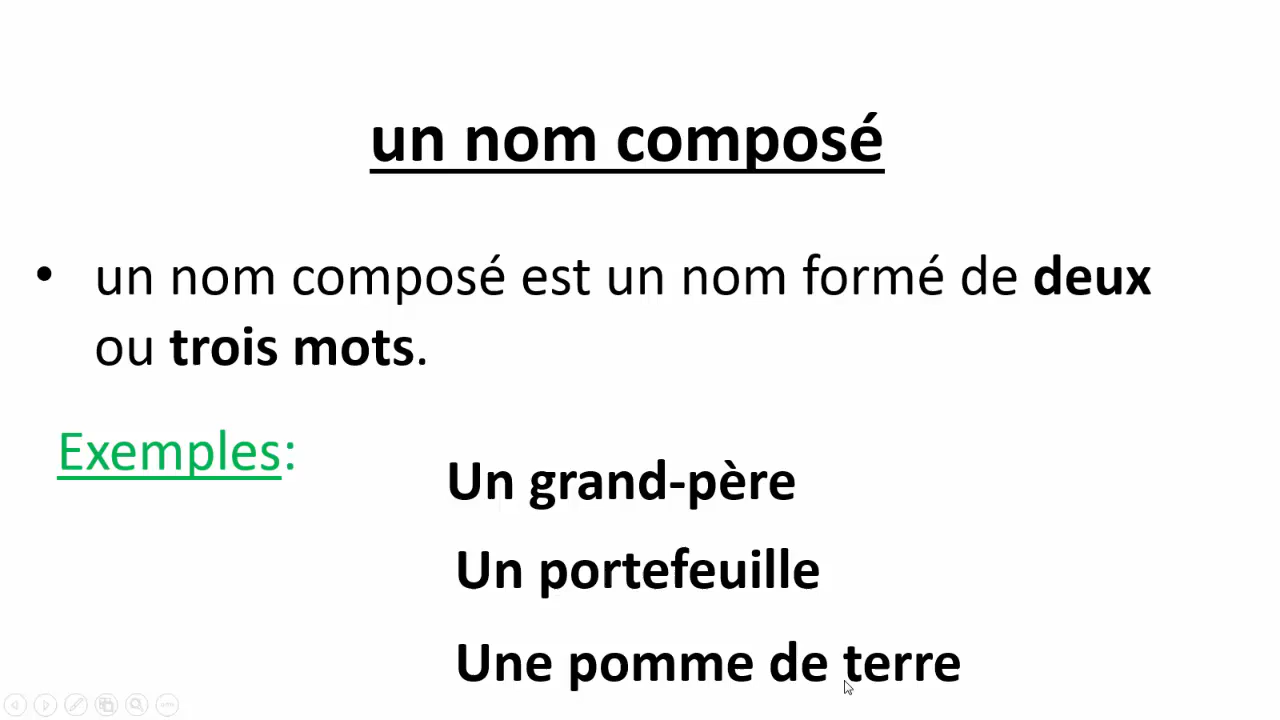 un nom composé
• un nom composé est un nom formé de deux
ou trois mots.
Exemples:
Un grand-père
Un portefeuille
Une pomme de terre